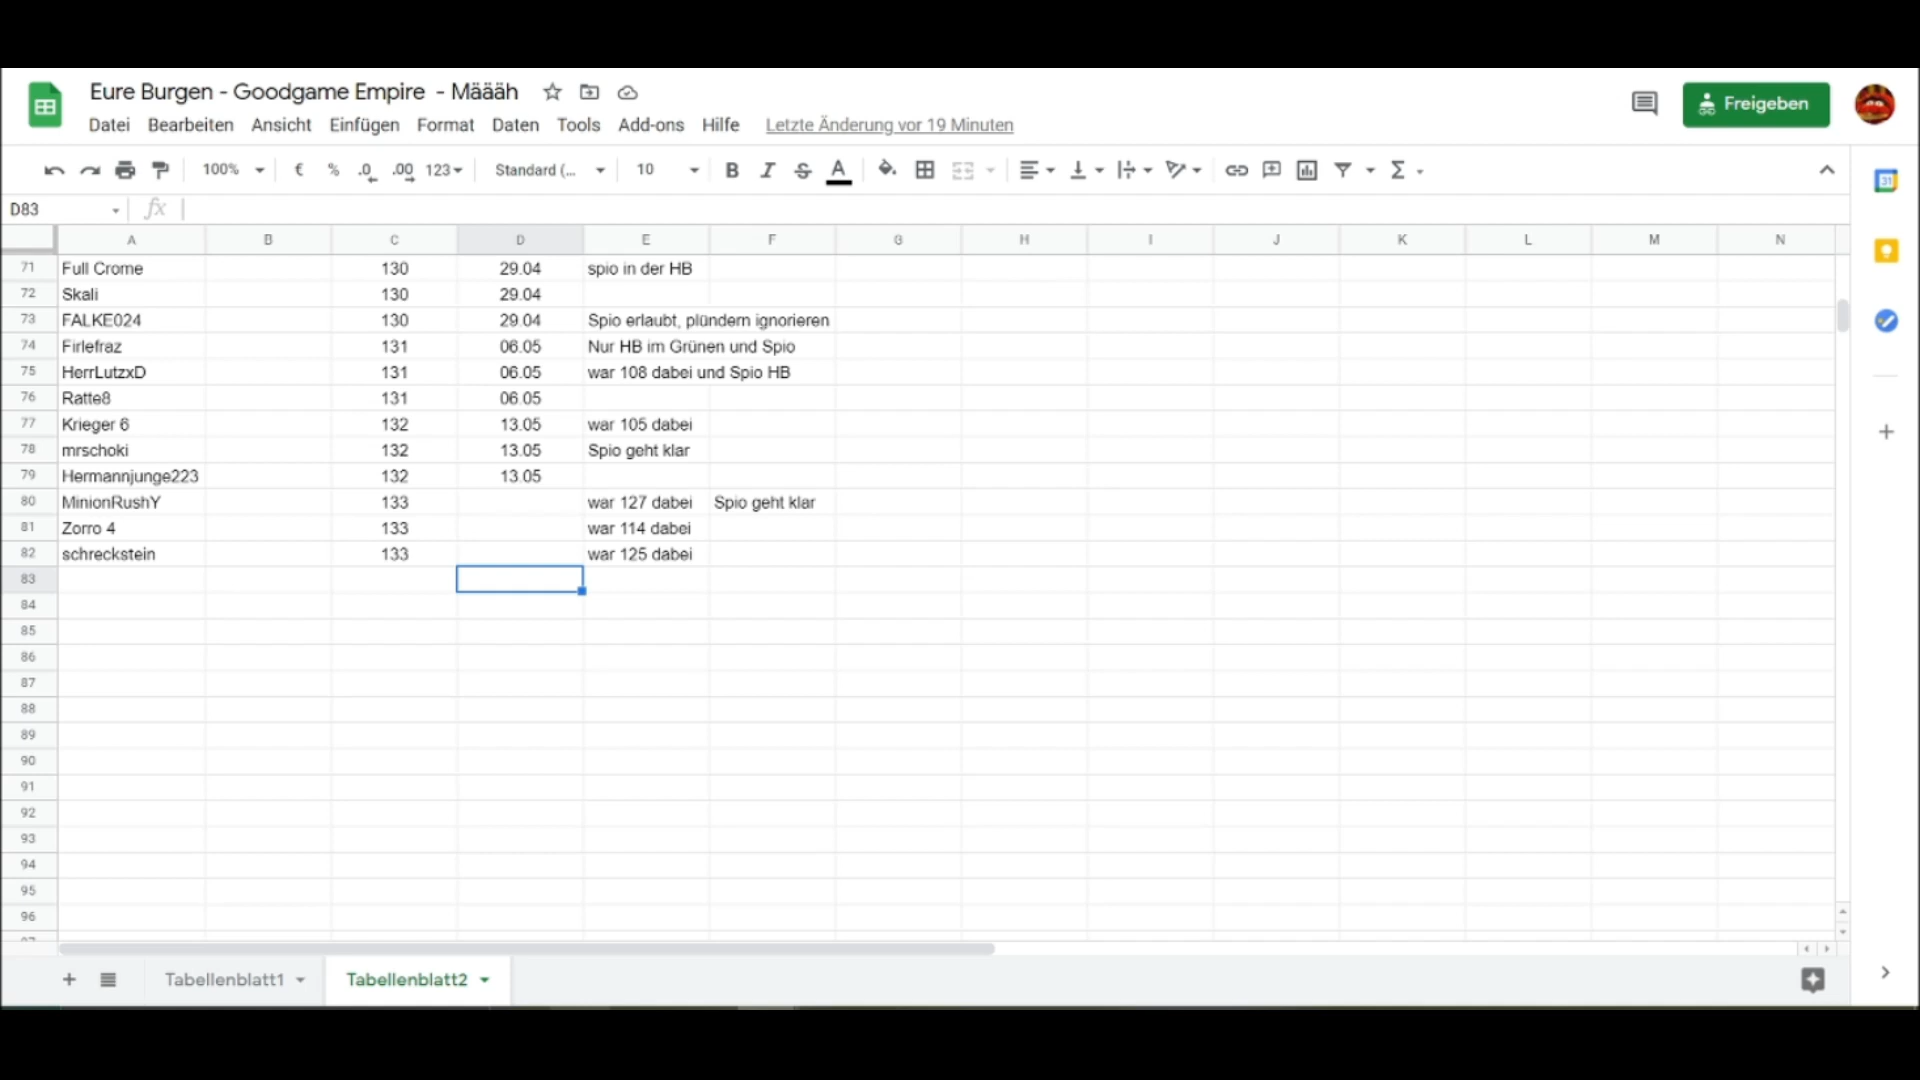 Eure Burgen - Goodgame Empire - Määäh
Freigeben
Datei Bearbeiten Ansicht Einfügen Format Daten Tools Add-ons Hilfe Letzte Änderung vor 19 Minuten
100% € % .0 .00 123 Standard (... 10 B I S A Σ
31
D83 fx
A B C D E F G H I J K L M N
71 Full Crome 130 29.04 spio in der HB
72 Skali 130 29.04
73 FALKE024 130 29.04 Spio erlaubt, plündern ignorieren
74 Firlefraz 131 06.05 Nur HB im Grünen und Spio
75 HerrLutzxD 131 06.05 war 108 dabei und Spio HB
76 Ratte8 131 06.05
77 Krieger 6 132 13.05 war 105 dabei
78 mrschoki 132 13.05 Spio geht klar
79 Hermannjunge223 132 13.05
80 MinionRushY 133 war 127 dabei Spio geht klar
81 Zorro 4 133 war 114 dabei
82 schreckstein 133 war 125 dabei
83
84
85
86
87
88
89
90
91
92
93
94
95
96
97
Tabellenblatt1 Tabellenblatt2